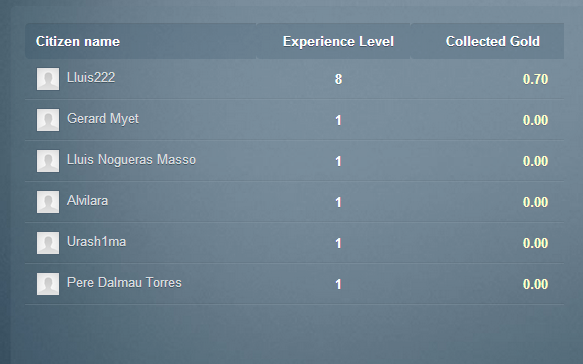 Citizen name Experience Level Collected Gold
Lluis222 8 0.70
Gerard Myet 1 0.00
Lluis Nogueras Masso 1 0.00
Alvilara 1 0.00
Urash1ma 1 0.00
Pere Dalmau Torres 1 0.00